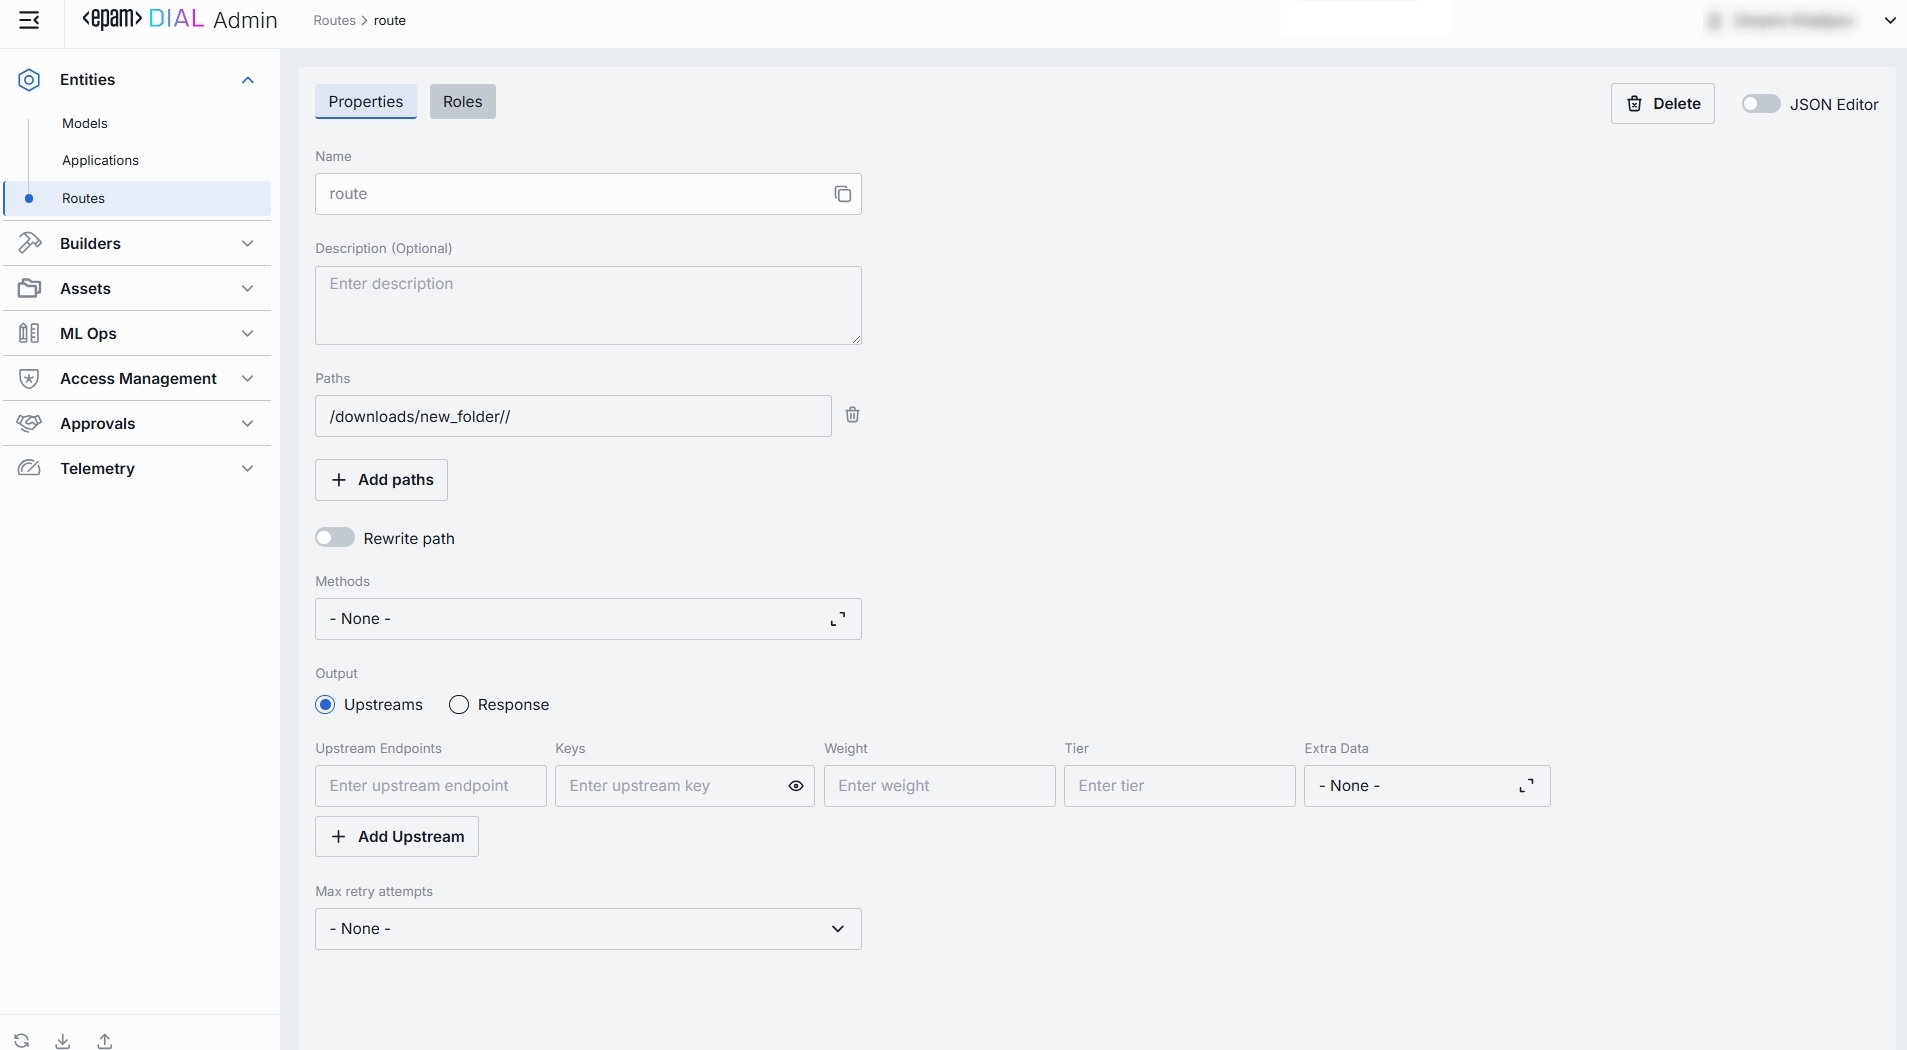 <epam> DIAL Admin
Routes > route
Entities
Models
Applications
Routes
Builders
Assets
ML Ops
Access Management
Approvals
Telemetry
Properties
Roles
Delete
JSON Editor
Name
route
Description (Optional)
Enter description
Paths
/downloads/new_folder//
Add paths
Rewrite path
Methods
- None -
Output
Upstreams
Response
Upstream Endpoints
Keys
Weight
Tier
Extra Data
Enter upstream endpoint
Enter upstream key
Enter weight
Enter tier
- None -
Add Upstream
Max retry attempts
- None -